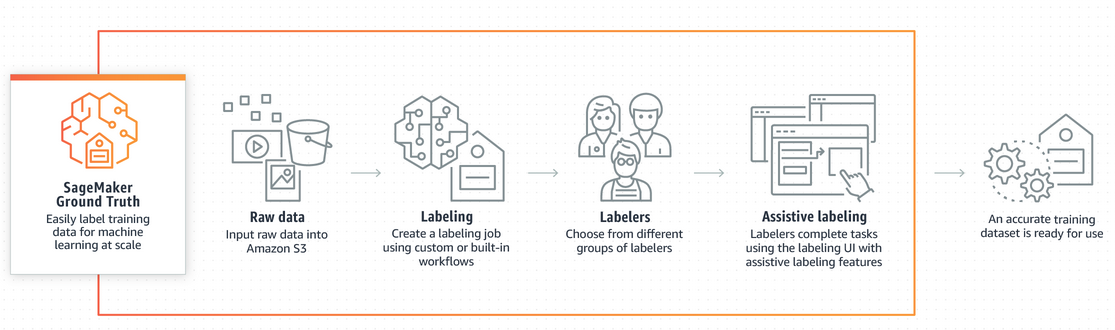 SageMaker
Ground Truth
Easily label training
data for machine
learning at scale
Raw data
Input raw data into
Amazon S3
Labeling
Create a labeling job
using custom or built-in
workflows
Labelers
Choose from different
groups of labelers
Assistive labeling
Labelers complete tasks
using the labeling UI with
assistive labeling features
An accurate training
dataset is ready for use